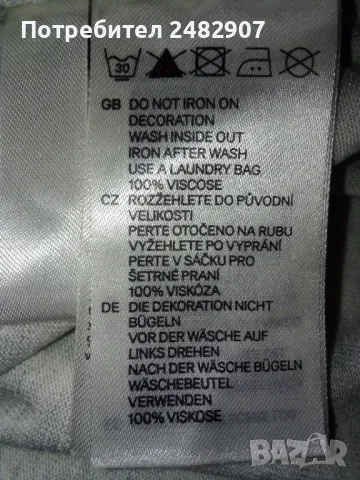 Потребител 2482907
30
GB DO NOT IRON ON
DECORATION
WASH INSIDE OUT
IRON AFTER WASH
USE A LAUNDRY BAG
100% VISCOSE
CZ ROZŽEHLETE DO PŮVODNÍ
VELIKOSTI
PERTE OTOČENO NA RUBU
VYŽEHLETE PO VYPRÁNÍ
PERTE V SÁČKU PRO
ŠETRNÉ PRANÍ
100% VISKÓZA
DE DIE DEKORATION NICHT
BÜGELN
VOR DER WÄSCHE AUF
LINKS DREHEN
NACH DER WÄSCHE BÜGELN
WÄSCHEBEUTEL
VERWENDEN
100% VISKOSE
BAZAR